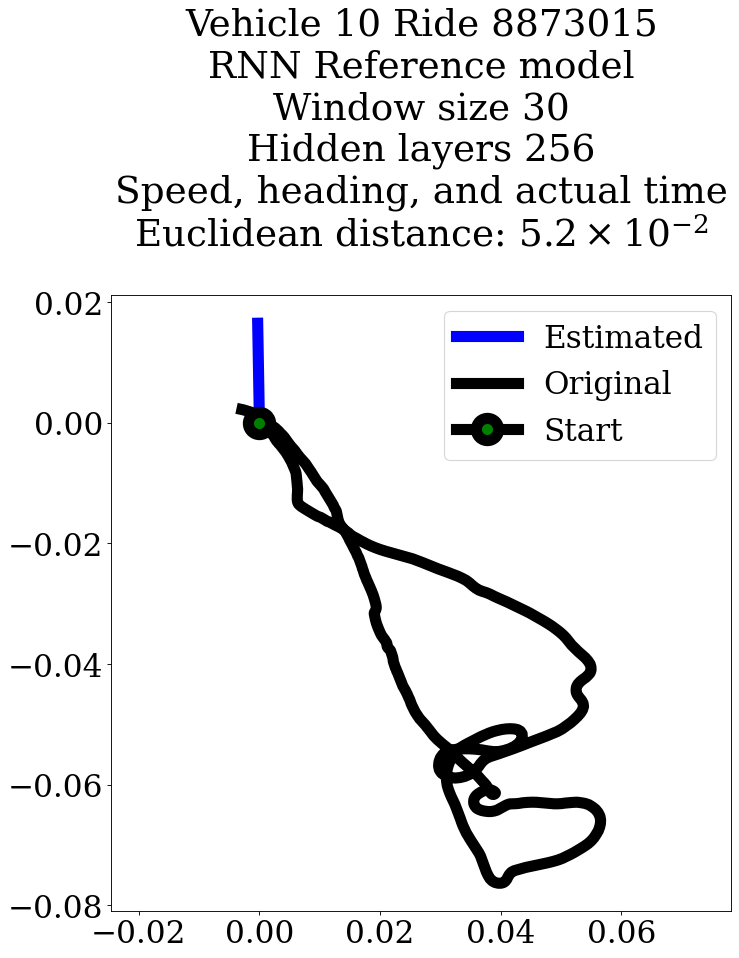 Vehicle 10 Ride 8873015
RNN Reference model
Window size 30
Hidden layers 256
Speed, heading, and actual time
Euclidean distance: 5.2 × 10⁻²
0.02
0.00
−0.02
−0.04
−0.06
−0.08
Estimated
Original
Start
−0.02 0.00 0.02 0.04 0.06